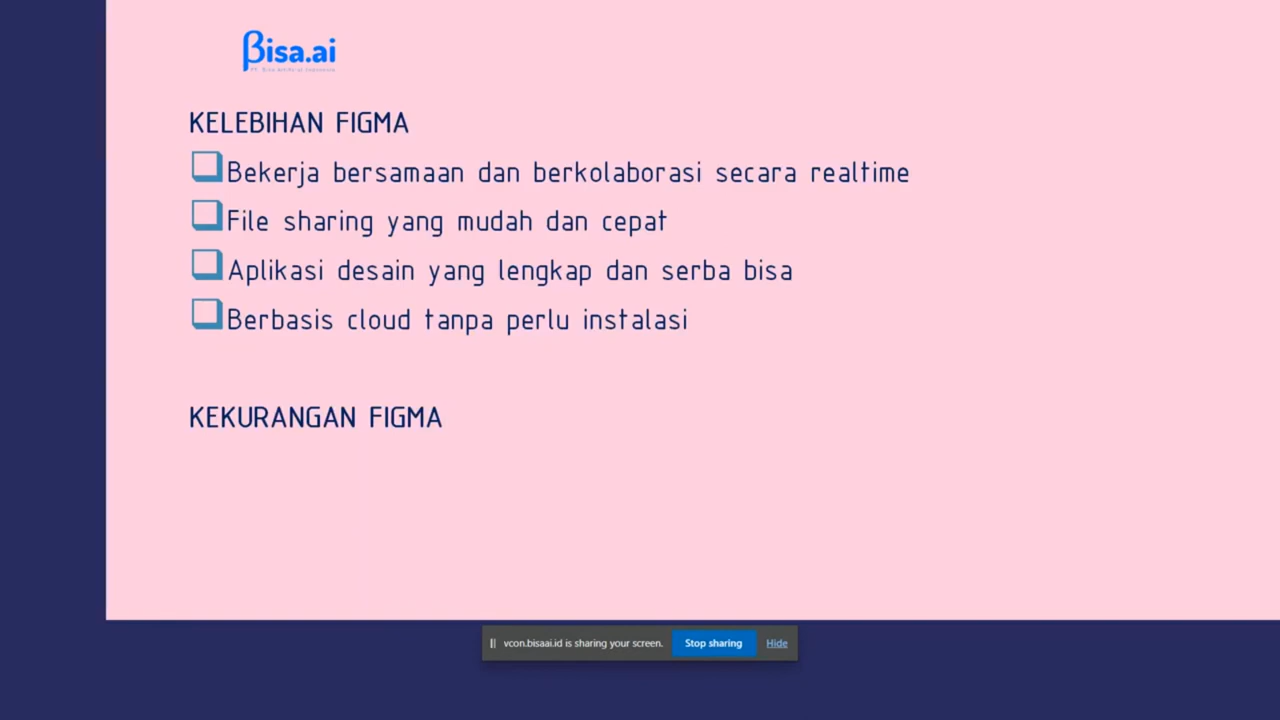 Bisa.ai
KELEBIHAN FIGMA
Bekerja bersamaan dan berkolaborasi secara realtime
File sharing yang mudah dan cepat
Aplikasi desain yang lengkap dan serba bisa
Berbasis cloud tanpa perlu instalasi
KEKURANGAN FIGMA
vcon.bisaai.id is sharing your screen. Stop sharing Hide